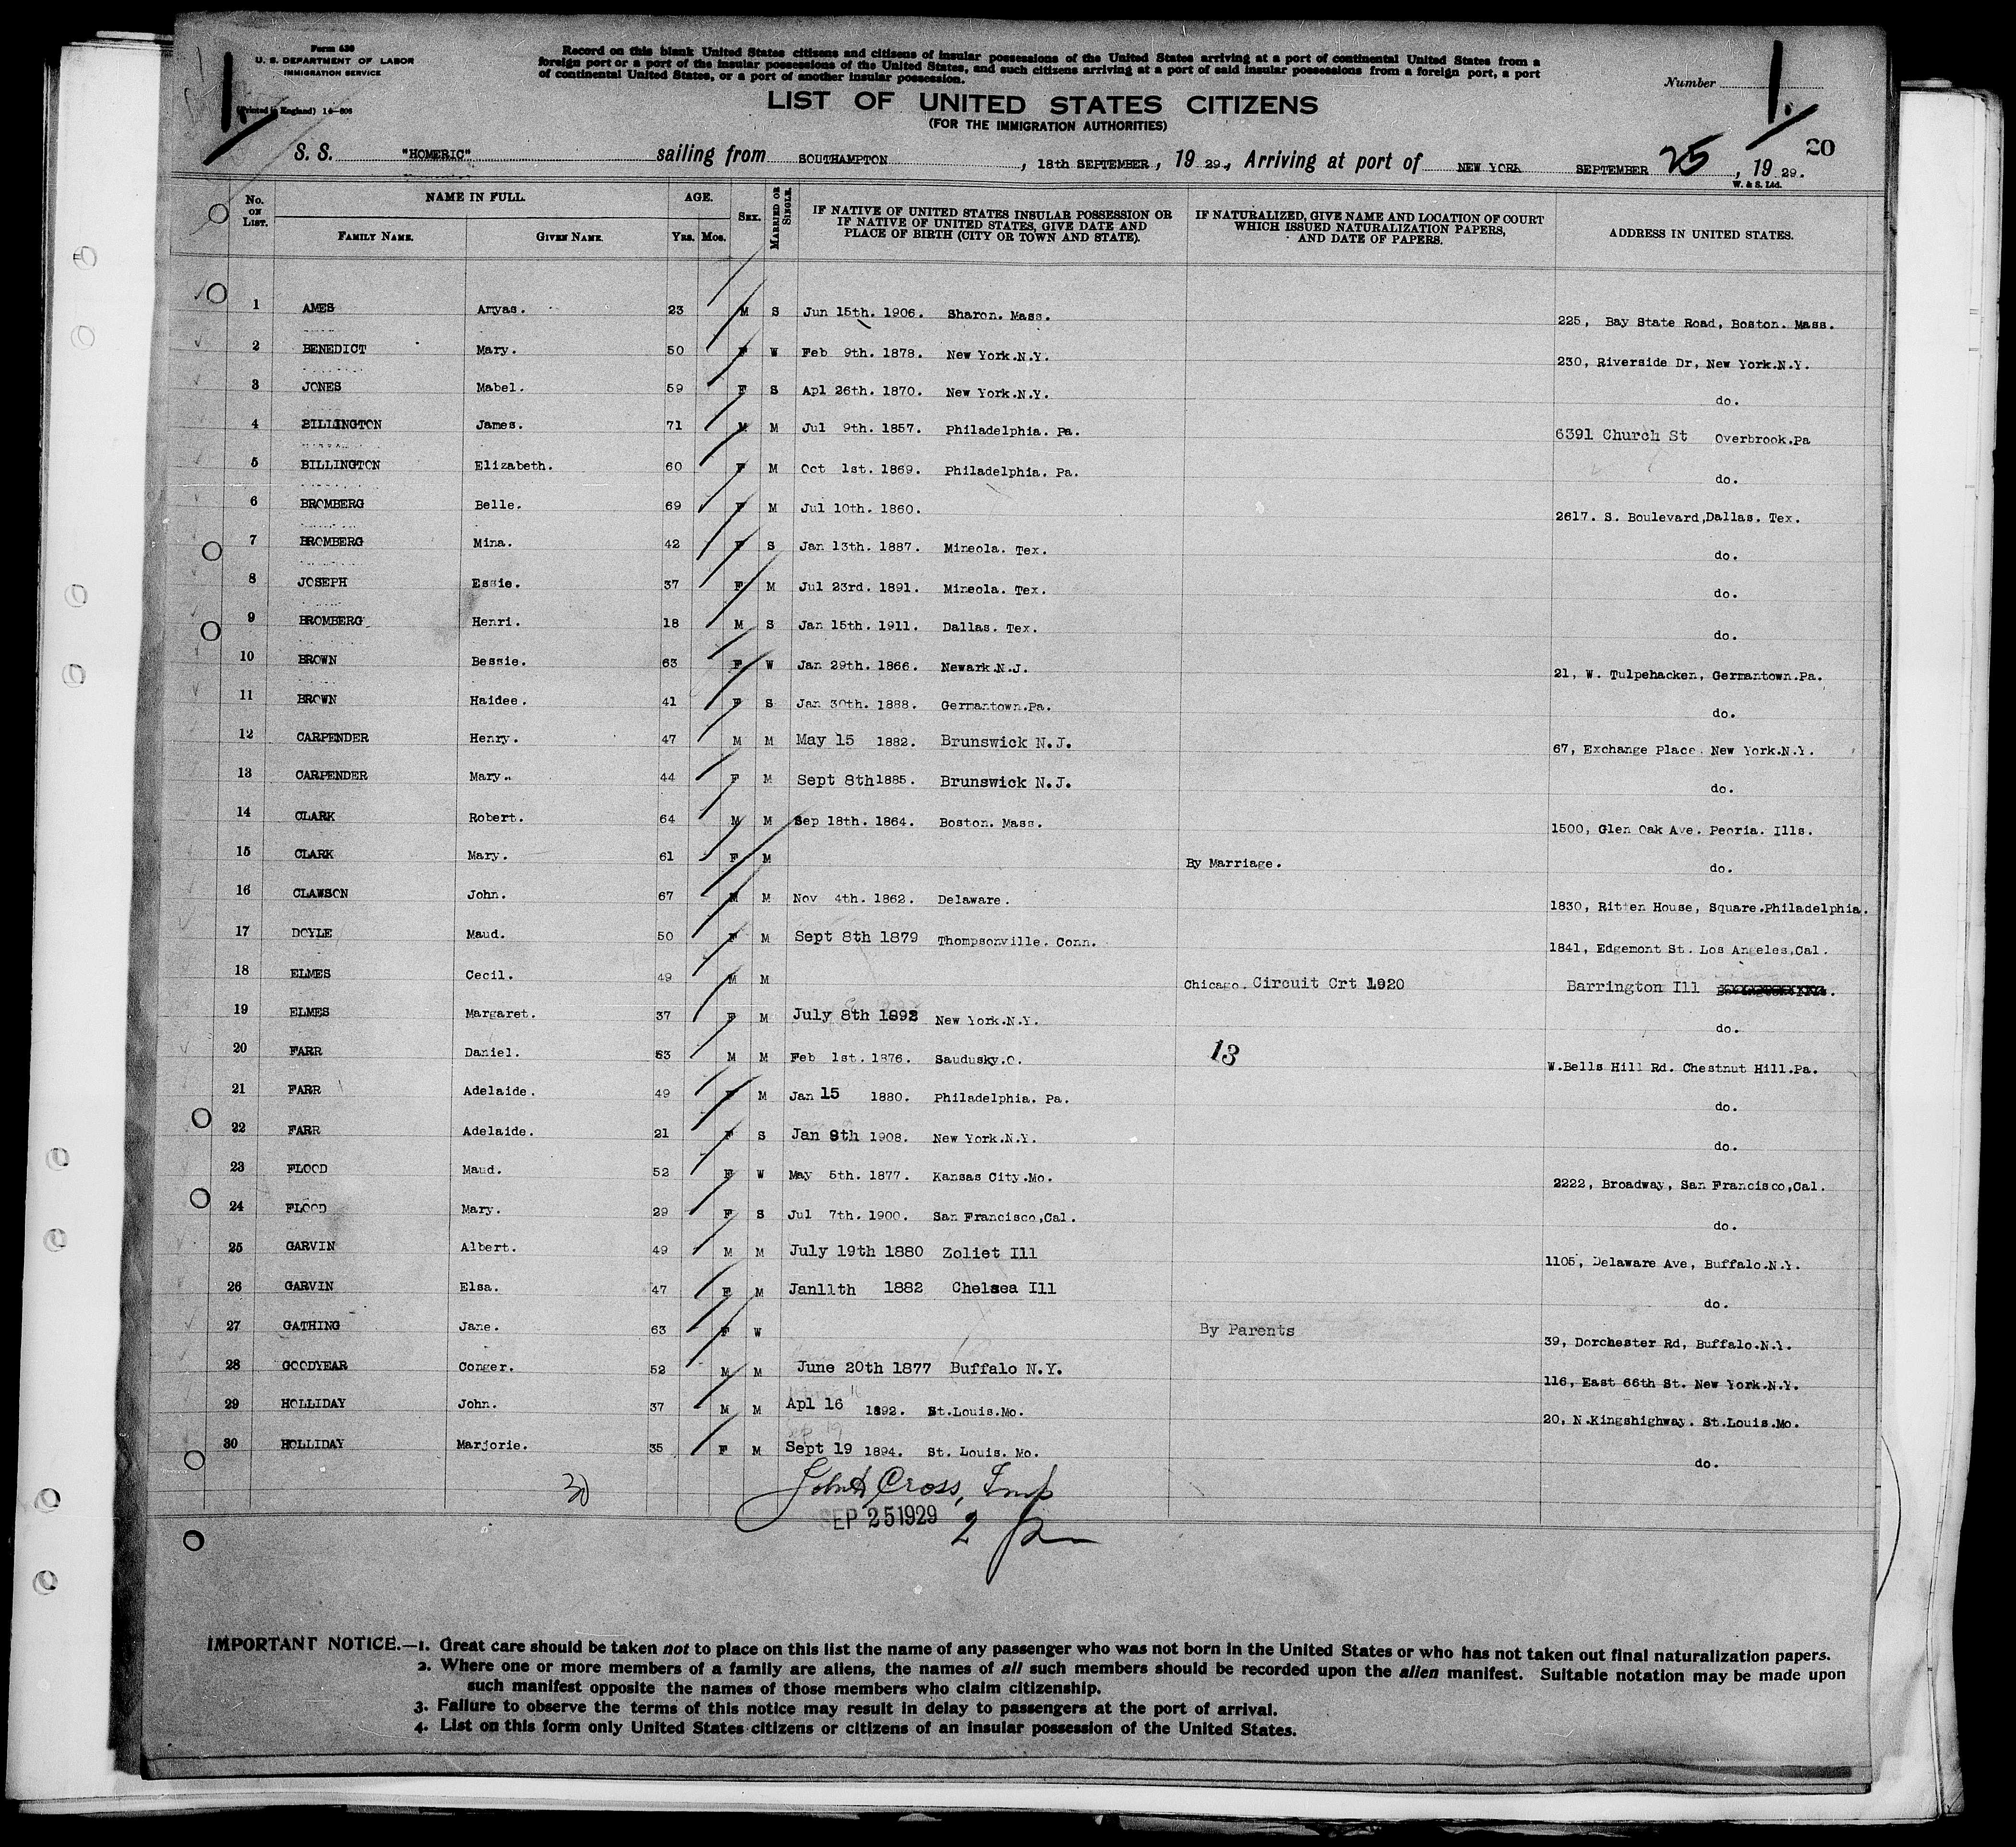 Form 630
U. S. DEPARTMENT OF LABOR
IMMIGRATION SERVICE
(Printed in England) 14—806
1.
Record on this blank United States citizens and citizens of insular possessions of the United States arriving at a port of continental United States from a
foreign port or a port of the insular possessions of the United States, and such citizens arriving at a port of said insular possessions from a foreign port, a port
of continental United States, or a port of another insular possession.
Number 1.
LIST OF UNITED STATES CITIZENS
(FOR THE IMMIGRATION AUTHORITIES)
20
S. S. "HOMERIC" sailing from SOUTHAMPTON, 18th SEPTEMBER, 19 29., Arriving at port of NEW YORK SEPTEMBER 25, 19 29.
W. & S. Ltd.
No. ON LIST. NAME IN FULL. FAMILY NAME. GIVEN NAME. AGE. Yrs. Mos. SEX. MARRIED OR SINGLE. IF NATIVE OF UNITED STATES INSULAR POSSESSION OR IF NATIVE OF UNITED STATES, GIVE DATE AND PLACE OF BIRTH (CITY OR TOWN AND STATE). IF NATURALIZED, GIVE NAME AND LOCATION OF COURT WHICH ISSUED NATURALIZATION PAPERS, AND DATE OF PAPERS. ADDRESS IN UNITED STATES.
1 AMES Amyas. 23 M S Jun 15th. 1906. Sharon. Mass. 225, Bay State Road, Boston. Mass.
2 BENEDICT Mary. 50 F W Feb 9th. 1878. New York.N.Y. 230, Riverside Dr, New York.N.Y.
3 JONES Mabel. 59 F S Apl 26th. 1870. New York.N.Y. do.
4 BILLINGTON James. 71 M M Jul 9th. 1857. Philadelphia. Pa. 6391 Church St Overbrook.Pa
5 BILLINGTON Elizabeth. 60 F M Oct 1st. 1869. Philadelphia. Pa. do.
6 BROMBERG Belle. 69 F M Jul 10th. 1860. 2617. S. Boulevard,Dallas. Tex.
7 BROMBERG Mina. 42 F S Jan 13th. 1887. Mineola. Tex. do.
8 JOSEPH Essie. 37 F M Jul 23rd. 1891. Mineola. Tex. do.
9 BROMBERG Henri. 18 M S Jan 15th. 1911. Dallas. Tex. do.
10 BROWN Bessie. 63 F W Jan 29th. 1866. Newark.N.J. 21, W. Tulpehacken, Germantown.Pa.
11 BROWN Haidee. 41 F S Jan 30th. 1888. Germantown.Pa. do.
12 CARPENDER Henry. 47 M M May 15 1882. Brunswick N.J. 67, Exchange Place. New York.N.Y.
13 CARPENDER Mary. 44 F M Sept 8th 1885. Brunswick N.J. do.
14 CLARK Robert. 64 M M Sep 18th. 1864. Boston. Mass. 1500, Glen Oak Ave. Peoria. Ills.
15 CLARK Mary. 61 F M By Marriage. do.
16 CLAWSON John. 67 M M Nov 4th. 1862. Delaware. 1830, Ritten House, Square.Philadelphia.
17 DOYLE Maud. 50 F M Sept 8th 1879 Thompsonville. Conn. 1841, Edgemont St. Los Angeles,Cal.
18 ELMES Cecil. 49 M M Chicago. Circuit Crt 1920 Barrington Ill
19 ELMES Margaret. 37 F M July 8th 1892 New York.N.Y. do.
20 FARR Daniel. 53 M M Feb 1st. 1876. Saudusky.O. 13 W.Bells Hill Rd. Chestnut Hill.Pa.
21 FARR Adelaide. 49 F M Jan 15 1880. Philadelphia. Pa. do.
22 FARR Adelaide. 21 F S Jan 8th 1908. New York.N.Y. do.
23 FLOOD Maud. 52 F W May 5th. 1877. Kansas City.Mo. 2222, Broadway, San Francisco,Cal.
24 FLOOD Mary. 29 F S Jul 7th. 1900. San Francisco,Cal. do.
25 GARVIN Albert. 49 M M July 19th 1880 Zoliet Ill 1105, Delaware Ave, Buffalo.N.Y.
26 GARVIN Elsa. 47 F M Jan11th 1882 Chelsea Ill do.
27 GATHING Jane. 63 F W By Parents 39, Dorchester Rd, Buffalo.N.Y.
28 GOODYEAR Conger. 52 M M June 20th 1877 Buffalo N.Y. 116, East 66th St. New York.N.Y.
29 HOLLIDAY John. 37 M M Apl 16 1892. St.Louis.Mo. 20, N.Kingshighway. St.Louis.Mo.
30 HOLLIDAY Marjorie. 35 F M Sept 19 1894. St. Louis. Mo. do.
30
John H Cross, Insp
SEP 25 1929 2 pm
IMPORTANT NOTICE.—1. Great care should be taken not to place on this list the name of any passenger who was not born in the United States or who has not taken out final naturalization papers.
2. Where one or more members of a family are aliens, the names of all such members should be recorded upon the alien manifest. Suitable notation may be made upon
such manifest opposite the names of those members who claim citizenship.
3. Failure to observe the terms of this notice may result in delay to passengers at the port of arrival.
4. List on this form only United States citizens or citizens of an insular possession of the United States.